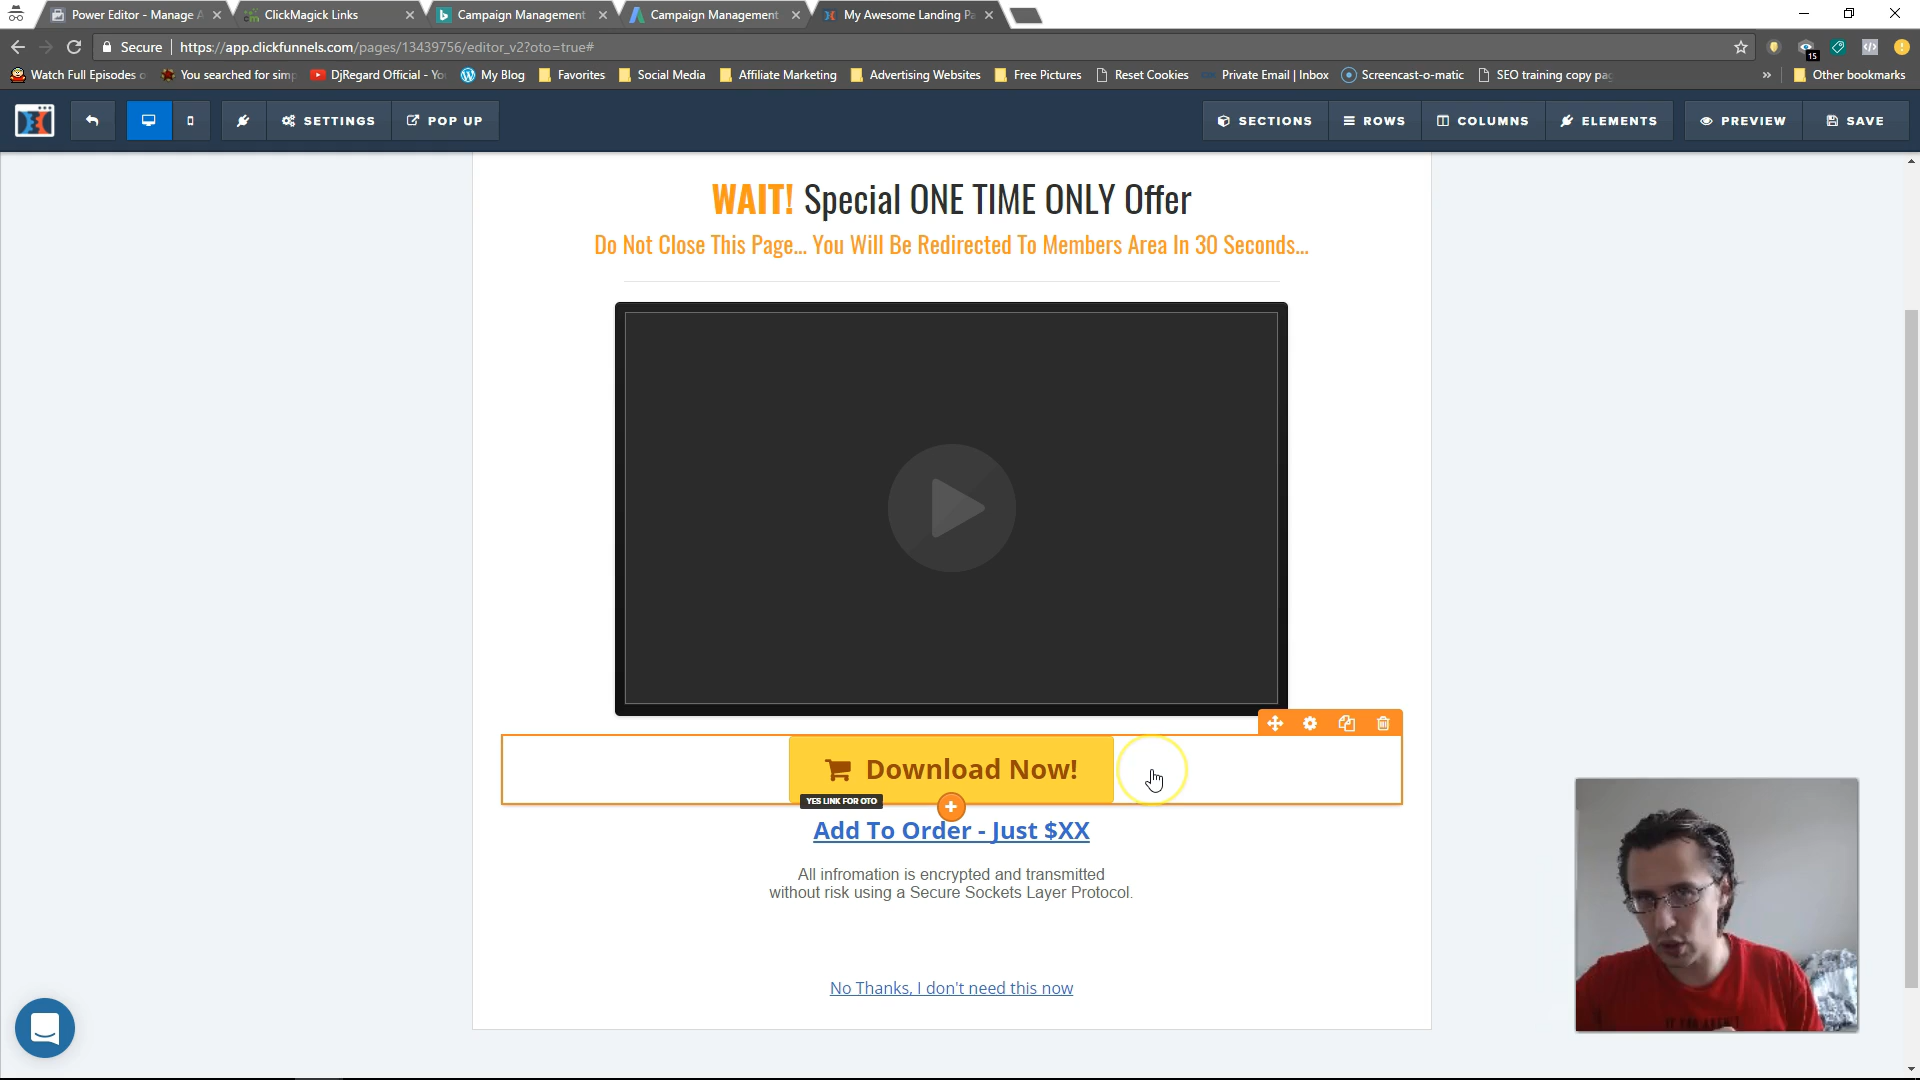 Power Editor - Manage A
ClickMagick Links
Campaign Management
Campaign Management
My Awesome Landing Pa
Secure
https://app.clickfunnels.com/pages/13439756/editor_v2?oto=true#
15
Watch Full Episodes o
You searched for simp
DjRegard Official - Yo
My Blog
Favorites
Social Media
Affiliate Marketing
Advertising Websites
Free Pictures
Reset Cookies
Private Email | Inbox
Screencast-o-matic
SEO training copy pag
»
Other bookmarks
SETTINGS
POP UP
SECTIONS
ROWS
COLUMNS
ELEMENTS
PREVIEW
SAVE
WAIT! Special ONE TIME ONLY Offer
Do Not Close This Page... You Will Be Redirected To Members Area In 30 Seconds...
Download Now!
YES LINK FOR OTO
Add To Order - Just $XX
All infromation is encrypted and transmitted
without risk using a Secure Sockets Layer Protocol.
No Thanks, I don't need this now